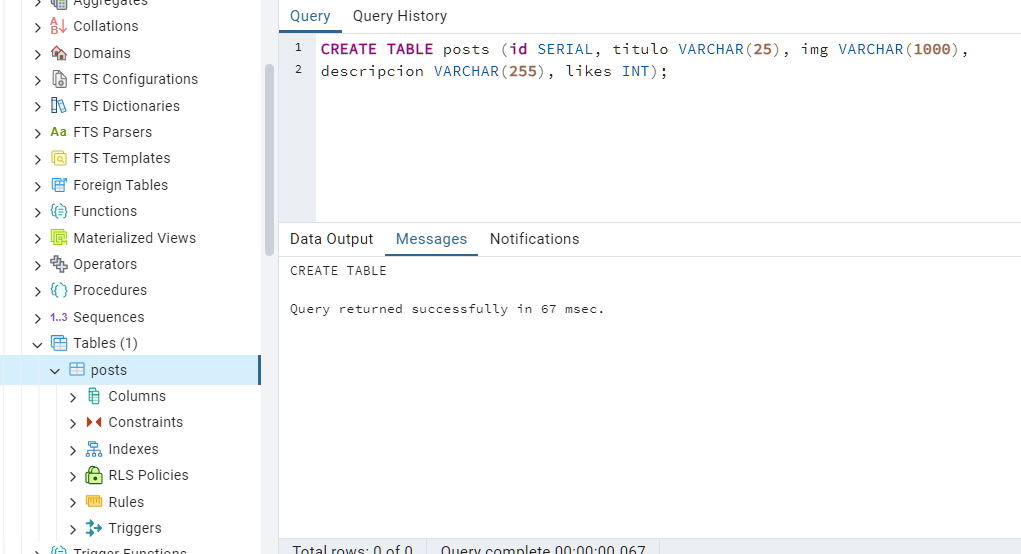 Aggregates
Collations
Domains
FTS Configurations
FTS Dictionaries
Aa FTS Parsers
FTS Templates
Foreign Tables
Functions
Materialized Views
Operators
Procedures
1..3 Sequences
Tables (1)
posts
Columns
Constraints
Indexes
RLS Policies
Rules
Triggers
Trigger Functions
Query Query History
1 CREATE TABLE posts (id SERIAL, titulo VARCHAR(25), img VARCHAR(1000),
2 descripcion VARCHAR(255), likes INT);
Data Output Messages Notifications
CREATE TABLE
Query returned successfully in 67 msec.
Total rows: 0 of 0 Query complete 00:00:00.067